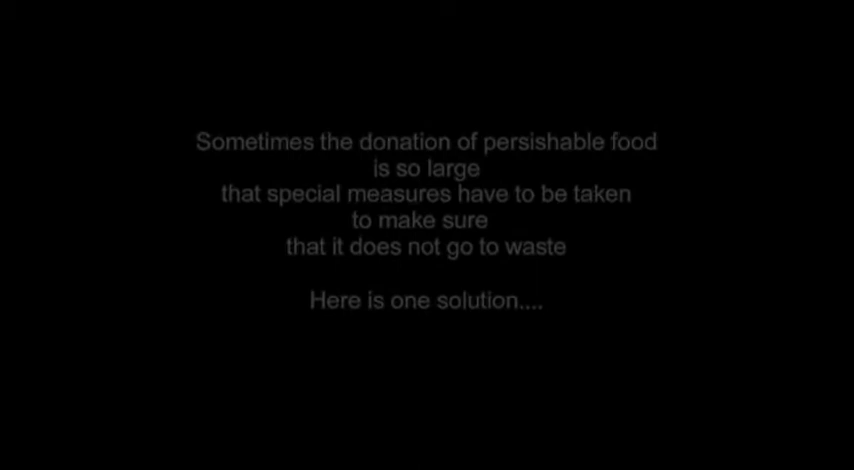 Sometimes the donation of persishable food
is so large
that special measures have to be taken
to make sure
that it does not go to waste
Here is one solution....